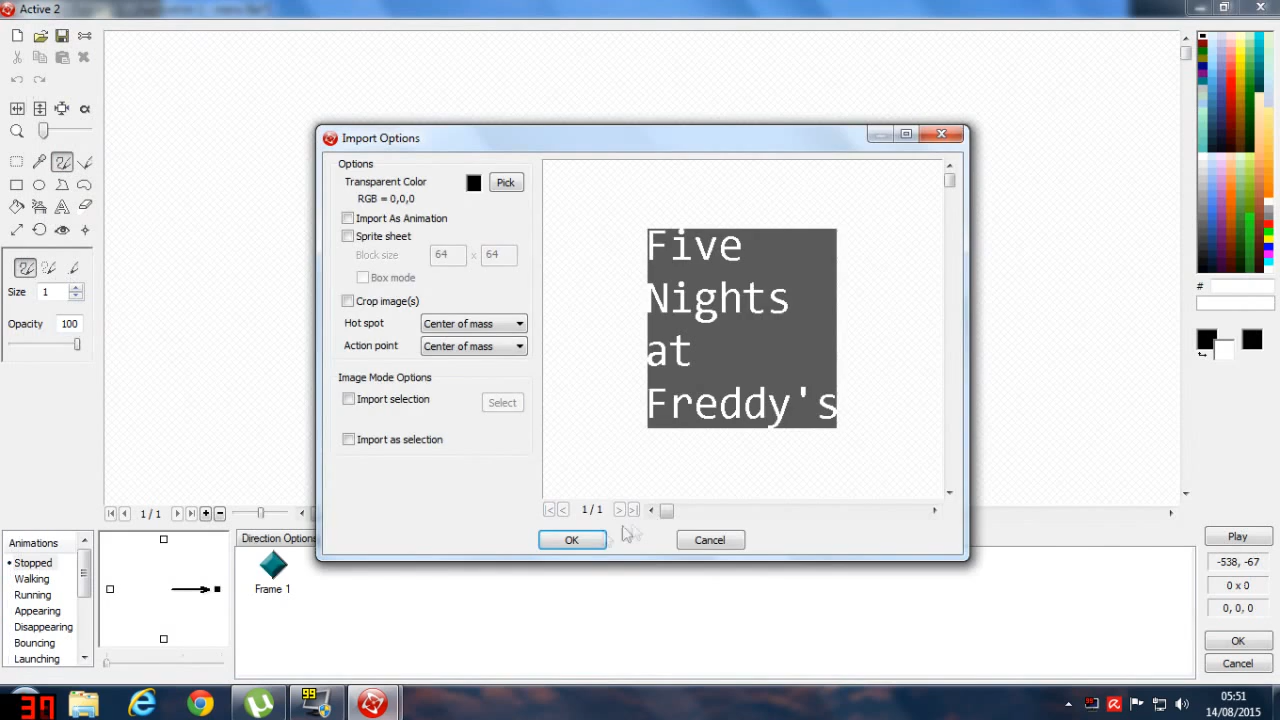 Active 2
Import Options
Options
Transparent Color
Pick
RGB = 0,0,0
Import As Animation
Sprite sheet
Block size
64
x
64
Box mode
Crop image(s)
Hot spot
Center of mass
Action point
Center of mass
Image Mode Options
Import selection
Select
Import as selection
Five
Nights
at
Freddy's
1 / 1
OK
Cancel
Size
1
Opacity
100
#
1 / 1
Animations
Stopped
Walking
Running
Appearing
Disappearing
Bouncing
Launching
Direction Options
Frame 1
Play
-538, -67
0 x 0
0, 0, 0
OK
Cancel
37
99
05:51
14/08/2015